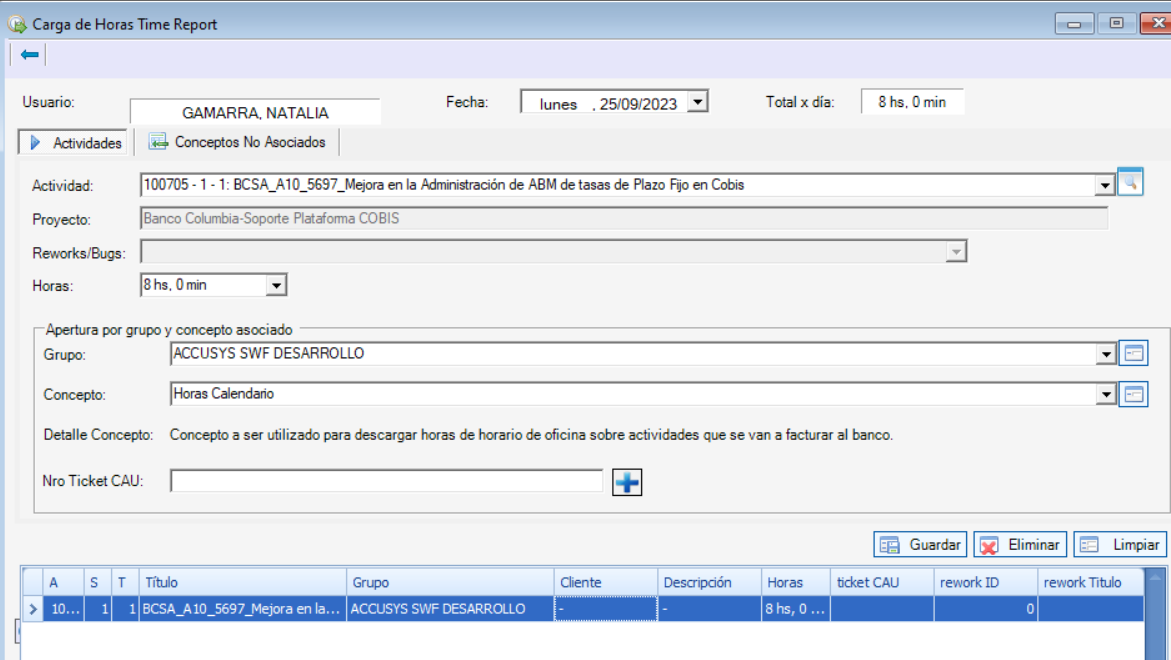 Carga de Horas Time Report
Usuario: GAMARRA, NATALIA Fecha: lunes , 25/09/2023 Total x día: 8 hs, 0 min
Actividades Conceptos No Asociados
Actividad: 100705 - 1 - 1: BCSA_A10_5697_Mejora en la Administración de ABM de tasas de Plazo Fijo en Cobis
Proyecto: Banco Columbia-Soporte Plataforma COBIS
Reworks/Bugs:
Horas: 8 hs, 0 min
Apertura por grupo y concepto asociado
Grupo: ACCUSYS SWF DESARROLLO
Concepto: Horas Calendario
Detalle Concepto: Concepto a ser utilizado para descargar horas de horario de oficina sobre actividades que se van a facturar al banco.
Nro Ticket CAU:
Guardar Eliminar Limpiar
A S T Título Grupo Cliente Descripción Horas ticket CAU rework ID rework Titulo
10... 1 1 BCSA_A10_5697_Mejora en la... ACCUSYS SWF DESARROLLO - - 8 hs, 0 ... 0